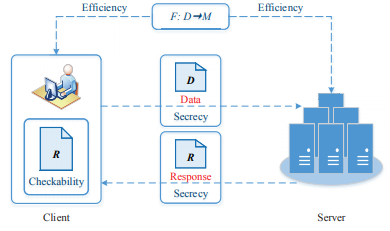 Efficiency
F: D→M
Efficiency
D
Data
Secrecy
R
Checkability
R
Response
Secrecy
Client
Server